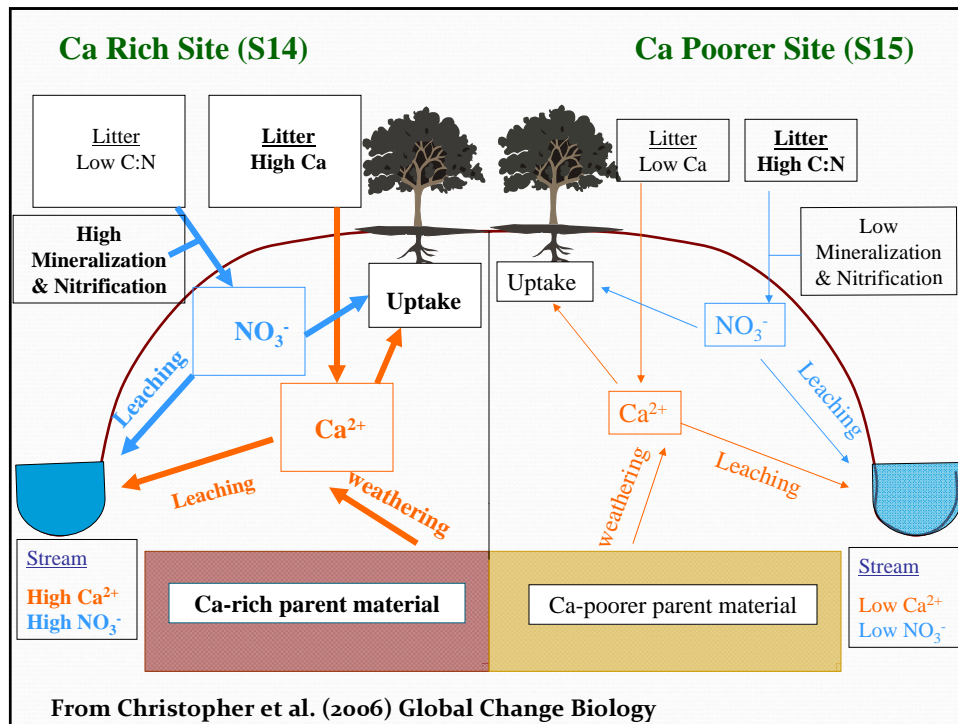 Ca Rich Site (S14)
Ca Poorer Site (S15)
Litter
Low C:N
Litter
High Ca
Litter
Low Ca
Litter
High C:N
High
Mineralization
& Nitrification
Low
Mineralization
& Nitrification
Uptake
Uptake
NO₃⁻
NO₃⁻
Leaching
Leaching
Ca²⁺
Ca²⁺
Leaching
weathering
weathering
Leaching
Stream
High Ca²⁺
High NO₃⁻
Ca-rich parent material
Ca-poorer parent material
Stream
Low Ca²⁺
Low NO₃⁻
From Christopher et al. (2006) Global Change Biology